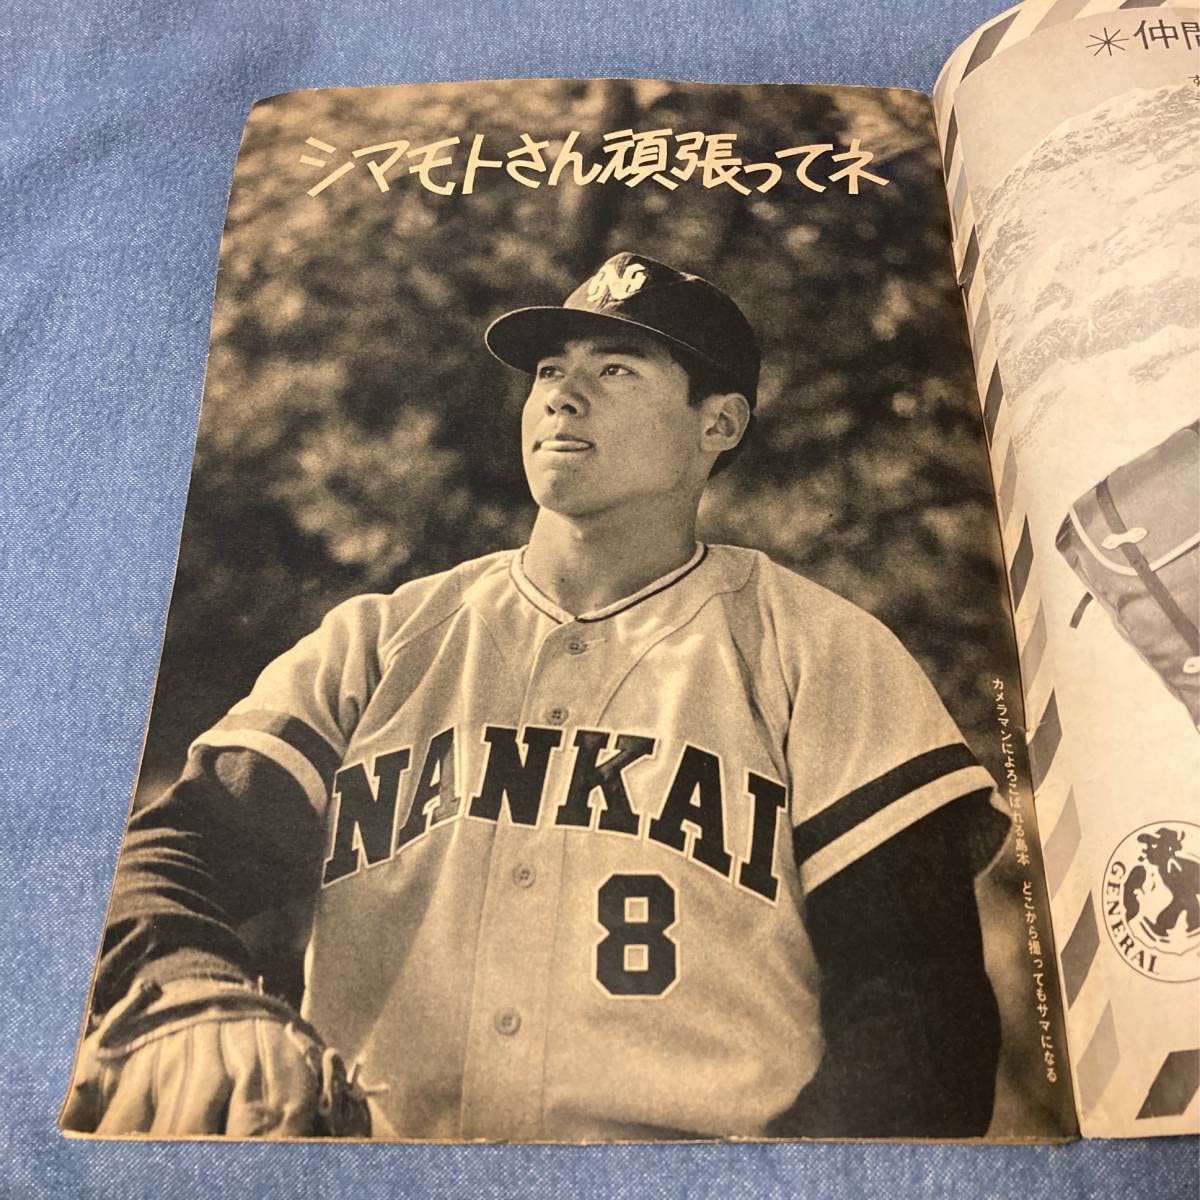 シマモトさん頑張ってネ
NANKAI
8
カメラマンによろこばれる島本　どこから撮ってもサマになる
＊仲間
GENERAL